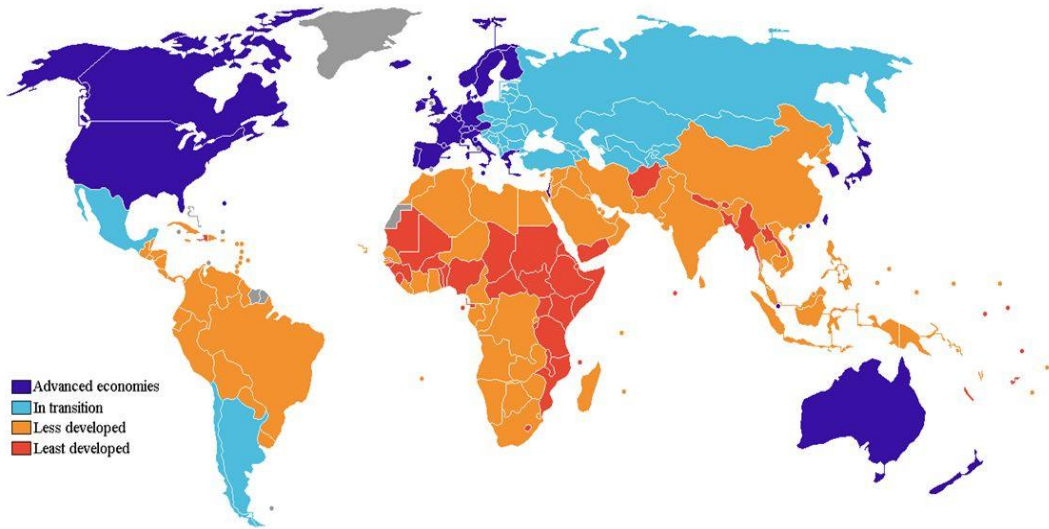 Advanced economies
In transition
Less developed
Least developed